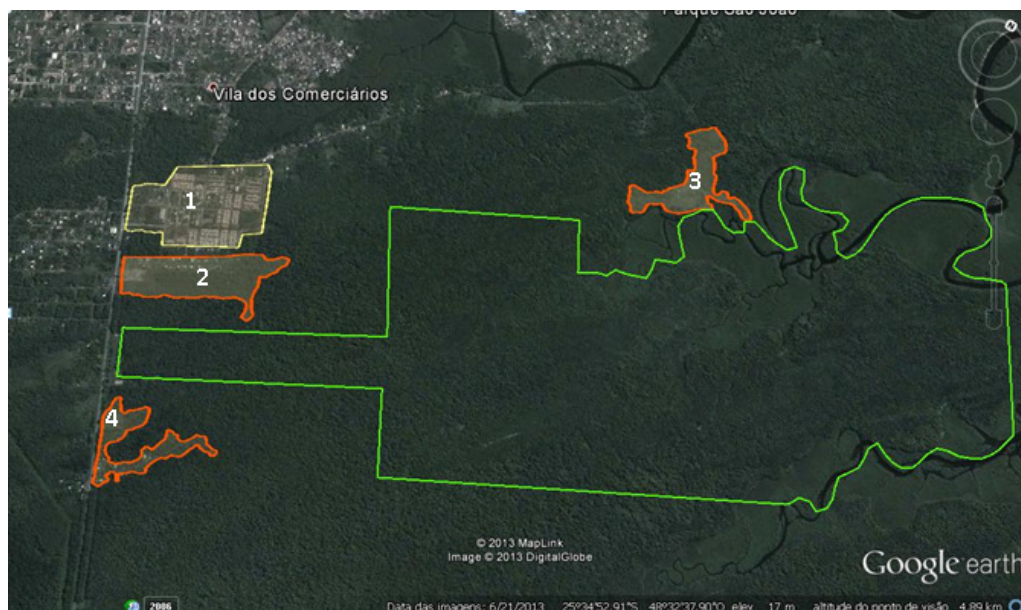 Parque São João
Vila dos Comerciários
1
2
3
4
© 2013 MapLink
Image © 2013 DigitalGlobe
Google earth
2006
Data das imagens: 6/21/2013 25°34'52.91"S 48°32'37.90"O elev 17 m altitude do ponto de visão 4.89 km